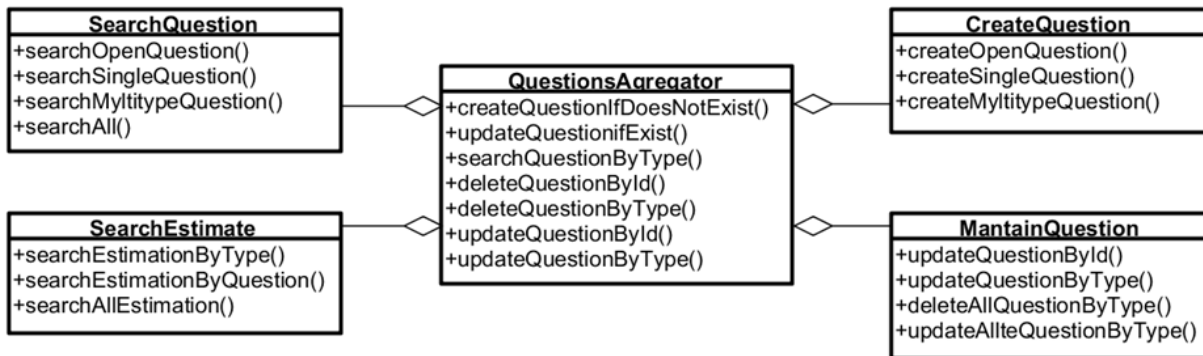 SearchQuestion
+searchOpenQuestion()
+searchSingleQuestion()
+searchMyltitypeQuestion()
+searchAll()
SearchEstimate
+searchEstimationByType()
+searchEstimationByQuestion()
+searchAllEstimation()
QuestionsAgregator
+createQuestionIfDoesNotExist()
+updateQuestionifExist()
+searchQuestionByType()
+deleteQuestionById()
+deleteQuestionByType()
+updateQuestionById()
+updateQuestionByType()
CreateQuestion
+createOpenQuestion()
+createSingleQuestion()
+createMyltitypeQuestion()
MantainQuestion
+updateQuestionById()
+updateQuestionByType()
+deleteAllQuestionByType()
+updateAllteQuestionByType()